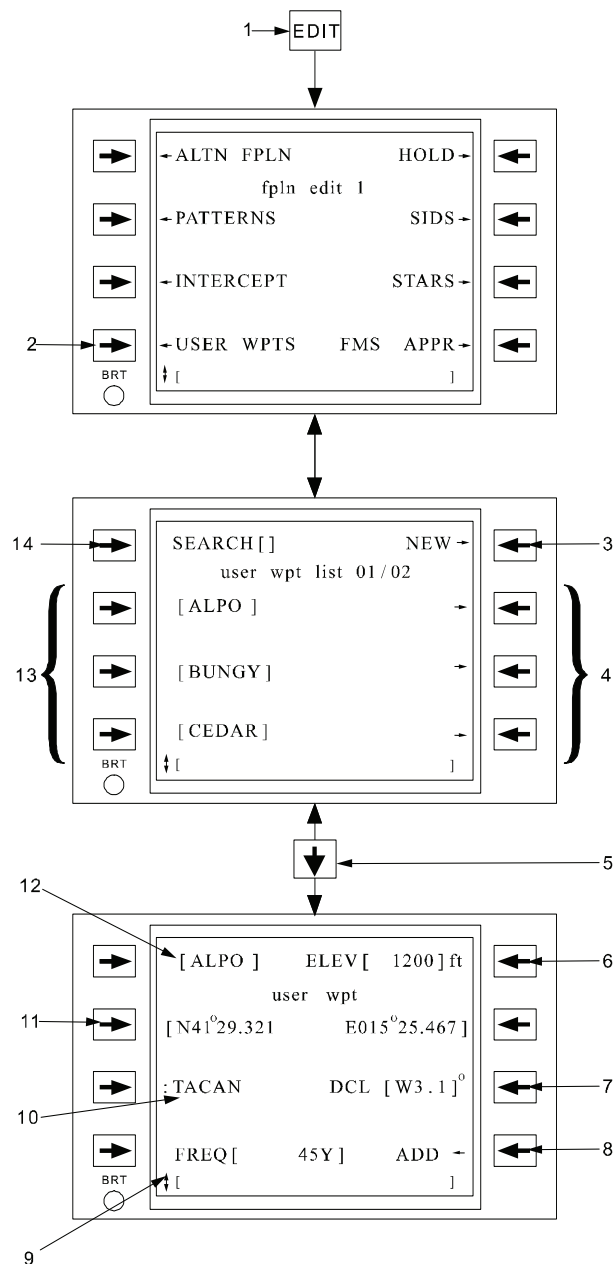 1 EDIT
←ALTN FPLN HOLD→
fpln edit 1
←PATTERNS SIDS→
←INTERCEPT STARS→
2 ←USER WPTS FMS APPR→
BRT [ ]
14 SEARCH[] NEW→ 3
user wpt list 01/02
[ALPO ] →
13 [BUNGY] → 4
[CEDAR] →
BRT [ ]
5
12
[ALPO ] ELEV[ 1200]ft 6
user wpt
11 [N41°29.321 E015°25.467]
:TACAN DCL [W3.1]° 7
10
FREQ[ 45Y] ADD ← 8
BRT [ ]
9